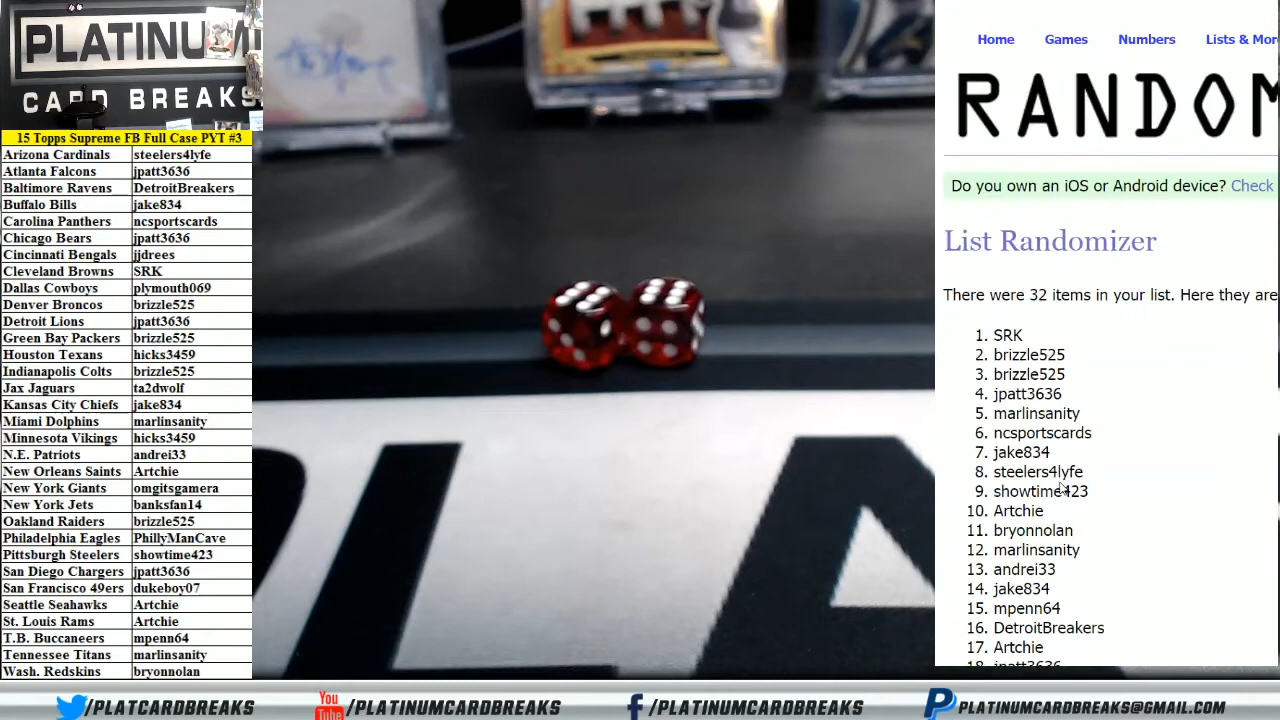 PLATINUM
CARD BREAKS
15 Topps Supreme FB Full Case PYT #3
Arizona Cardinals steelers4lyfe
Atlanta Falcons jpatt3636
Baltimore Ravens DetroitBreakers
Buffalo Bills jake834
Carolina Panthers ncsportscards
Chicago Bears jpatt3636
Cincinnati Bengals jjdrees
Cleveland Browns SRK
Dallas Cowboys plymouth069
Denver Broncos brizzle525
Detroit Lions jpatt3636
Green Bay Packers brizzle525
Houston Texans hicks3459
Indianapolis Colts brizzle525
Jax Jaguars ta2dwolf
Kansas City Chiefs jake834
Miami Dolphins marlinsanity
Minnesota Vikings hicks3459
N.E. Patriots andrei33
New Orleans Saints Artchie
New York Giants omgitsgamera
New York Jets banksfan14
Oakland Raiders brizzle525
Philadelphia Eagles PhillyManCave
Pittsburgh Steelers showtime423
San Diego Chargers jpatt3636
San Francisco 49ers dukeboy07
Seattle Seahawks Artchie
St. Louis Rams Artchie
T.B. Buccaneers mpenn64
Tennessee Titans marlinsanity
Wash. Redskins bryonnolan
Home Games Numbers Lists & Mor
RANDOM
Do you own an iOS or Android device? Check
List Randomizer
There were 32 items in your list. Here they are
1. SRK
2. brizzle525
3. brizzle525
4. jpatt3636
5. marlinsanity
6. ncsportscards
7. jake834
8. steelers4lyfe
9. showtime423
10. Artchie
11. bryonnolan
12. marlinsanity
13. andrei33
14. jake834
15. mpenn64
16. DetroitBreakers
17. Artchie
18. jpatt3636
/PLATCARDBREAKS
You Tube /PLATINUMCARDBREAKS
/PLATINUMCARDBREAKS
PLATINUMCARDBREAKS@GMAIL.COM